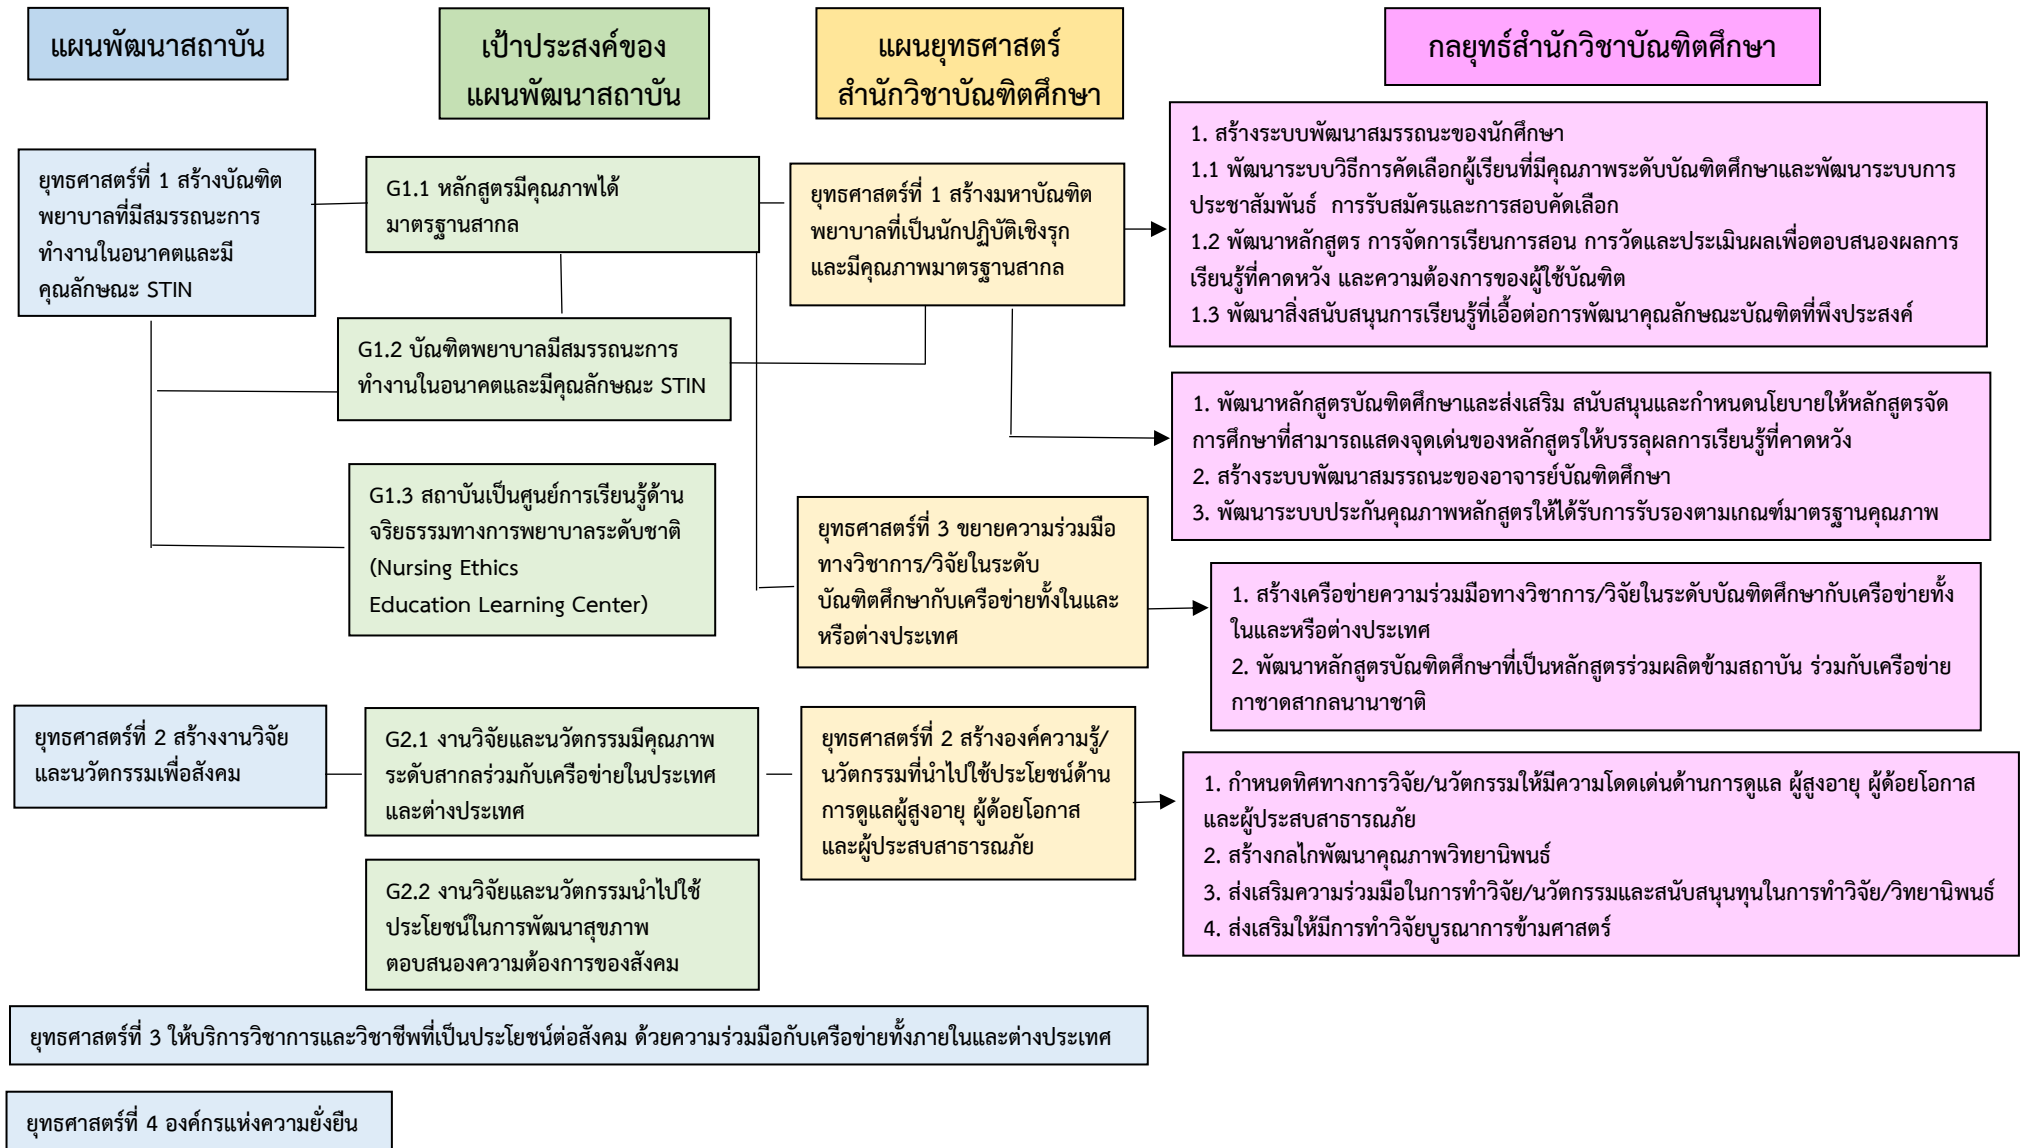 แผนพัฒนาสถาบัน
เป้าประสงค์ของ
แผนพัฒนาสถาบัน
แผนยุทธศาสตร์
สำนักวิชาบัณฑิตศึกษา
กลยุทธ์สำนักวิชาบัณฑิตศึกษา
ยุทธศาสตร์ที่ 1 สร้างบัณฑิต
พยาบาลที่มีสมรรถนะการ
ทำงานในอนาคตและมี
คุณลักษณะ STIN
G1.1 หลักสูตรมีคุณภาพได้
มาตรฐานสากล
G1.2 บัณฑิตพยาบาลมีสมรรถนะการ
ทำงานในอนาคตและมีคุณลักษณะ STIN
G1.3 สถาบันเป็นศูนย์การเรียนรู้ด้าน
จริยธรรมทางการพยาบาลระดับชาติ
(Nursing Ethics
Education Learning Center)
ยุทธศาสตร์ที่ 1 สร้างมหาบัณฑิต
พยาบาลที่เป็นนักปฏิบัติเชิงรุก
และมีคุณภาพมาตรฐานสากล
1. สร้างระบบพัฒนาสมรรถนะของนักศึกษา
1.1 พัฒนาระบบวิธีการคัดเลือกผู้เรียนที่มีคุณภาพระดับบัณฑิตศึกษาและพัฒนาระบบการ
ประชาสัมพันธ์  การรับสมัครและการสอบคัดเลือก
1.2 พัฒนาหลักสูตร การจัดการเรียนการสอน การวัดและประเมินผลเพื่อตอบสนองผลการ
เรียนรู้ที่คาดหวัง และความต้องการของผู้ใช้บัณฑิต
1.3 พัฒนาสิ่งสนับสนุนการเรียนรู้ที่เอื้อต่อการพัฒนาคุณลักษณะบัณฑิตที่พึงประสงค์
1. พัฒนาหลักสูตรบัณฑิตศึกษาและส่งเสริม สนับสนุนและกำหนดนโยบายให้หลักสูตรจัด
การศึกษาที่สามารถแสดงจุดเด่นของหลักสูตรให้บรรลุผลการเรียนรู้ที่คาดหวัง
2. สร้างระบบพัฒนาสมรรถนะของอาจารย์บัณฑิตศึกษา
3. พัฒนาระบบประกันคุณภาพหลักสูตรให้ได้รับการรับรองตามเกณฑ์มาตรฐานคุณภาพ
ยุทธศาสตร์ที่ 3 ขยายความร่วมมือ
ทางวิชาการ/วิจัยในระดับ
บัณฑิตศึกษากับเครือข่ายทั้งในและ
หรือต่างประเทศ
1. สร้างเครือข่ายความร่วมมือทางวิชาการ/วิจัยในระดับบัณฑิตศึกษากับเครือข่ายทั้ง
ในและหรือต่างประเทศ
2. พัฒนาหลักสูตรบัณฑิตศึกษาที่เป็นหลักสูตรร่วมผลิตข้ามสถาบัน ร่วมกับเครือข่าย
กาชาดสากลนานาชาติ
ยุทธศาสตร์ที่ 2 สร้างงานวิจัย
และนวัตกรรมเพื่อสังคม
G2.1 งานวิจัยและนวัตกรรมมีคุณภาพ
ระดับสากลร่วมกับเครือข่ายในประเทศ
และต่างประเทศ
G2.2 งานวิจัยและนวัตกรรมนำไปใช้
ประโยชน์ในการพัฒนาสุขภาพ
ตอบสนองความต้องการของสังคม
ยุทธศาสตร์ที่ 2 สร้างองค์ความรู้/
นวัตกรรมที่นำไปใช้ประโยชน์ด้าน
การดูแลผู้สูงอายุ ผู้ด้อยโอกาส
และผู้ประสบสาธารณภัย
1. กำหนดทิศทางการวิจัย/นวัตกรรมให้มีความโดดเด่นด้านการดูแล ผู้สูงอายุ ผู้ด้อยโอกาส
และผู้ประสบสาธารณภัย
2. สร้างกลไกพัฒนาคุณภาพวิทยานิพนธ์
3. ส่งเสริมความร่วมมือในการทำวิจัย/นวัตกรรมและสนับสนุนทุนในการทำวิจัย/วิทยานิพนธ์
4. ส่งเสริมให้มีการทำวิจัยบูรณาการข้ามศาสตร์
ยุทธศาสตร์ที่ 3 ให้บริการวิชาการและวิชาชีพที่เป็นประโยชน์ต่อสังคม ด้วยความร่วมมือกับเครือข่ายทั้งภายในและต่างประเทศ
ยุทธศาสตร์ที่ 4 องค์กรแห่งความยั่งยืน